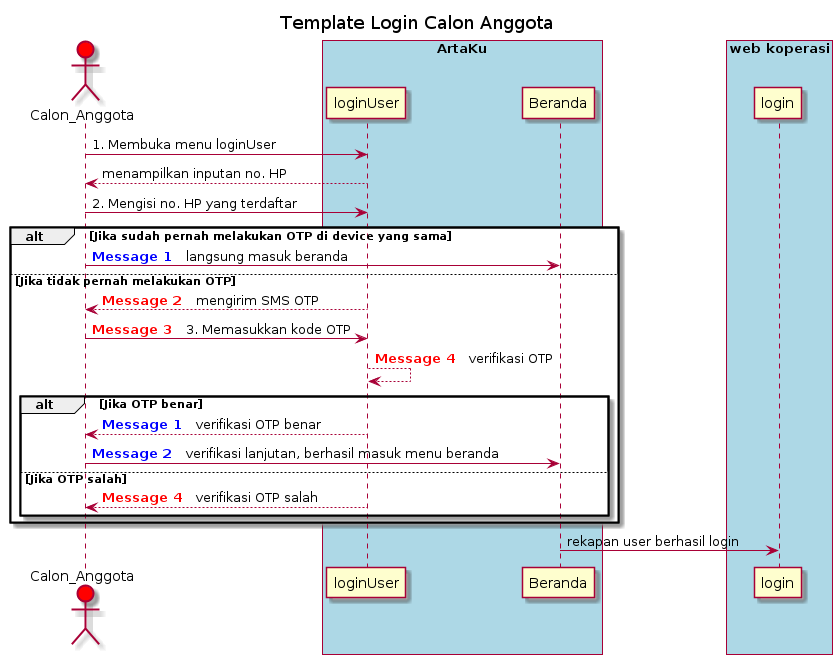 Template Login Calon Anggota
ArtaKu
web koperasi
Calon_Anggota
loginUser
Beranda
login
1. Membuka menu loginUser
menampilkan inputan no. HP
2. Mengisi no. HP yang terdaftar
alt [Jika sudah pernah melakukan OTP di device yang sama]
Message 1 langsung masuk beranda
[Jika tidak pernah melakukan OTP]
Message 2 mengirim SMS OTP
Message 3 3. Memasukkan kode OTP
Message 4 verifikasi OTP
alt [Jika OTP benar]
Message 1 verifikasi OTP benar
Message 2 verifikasi lanjutan, berhasil masuk menu beranda
[Jika OTP salah]
Message 4 verifikasi OTP salah
rekapan user berhasil login
Calon_Anggota
loginUser
Beranda
login